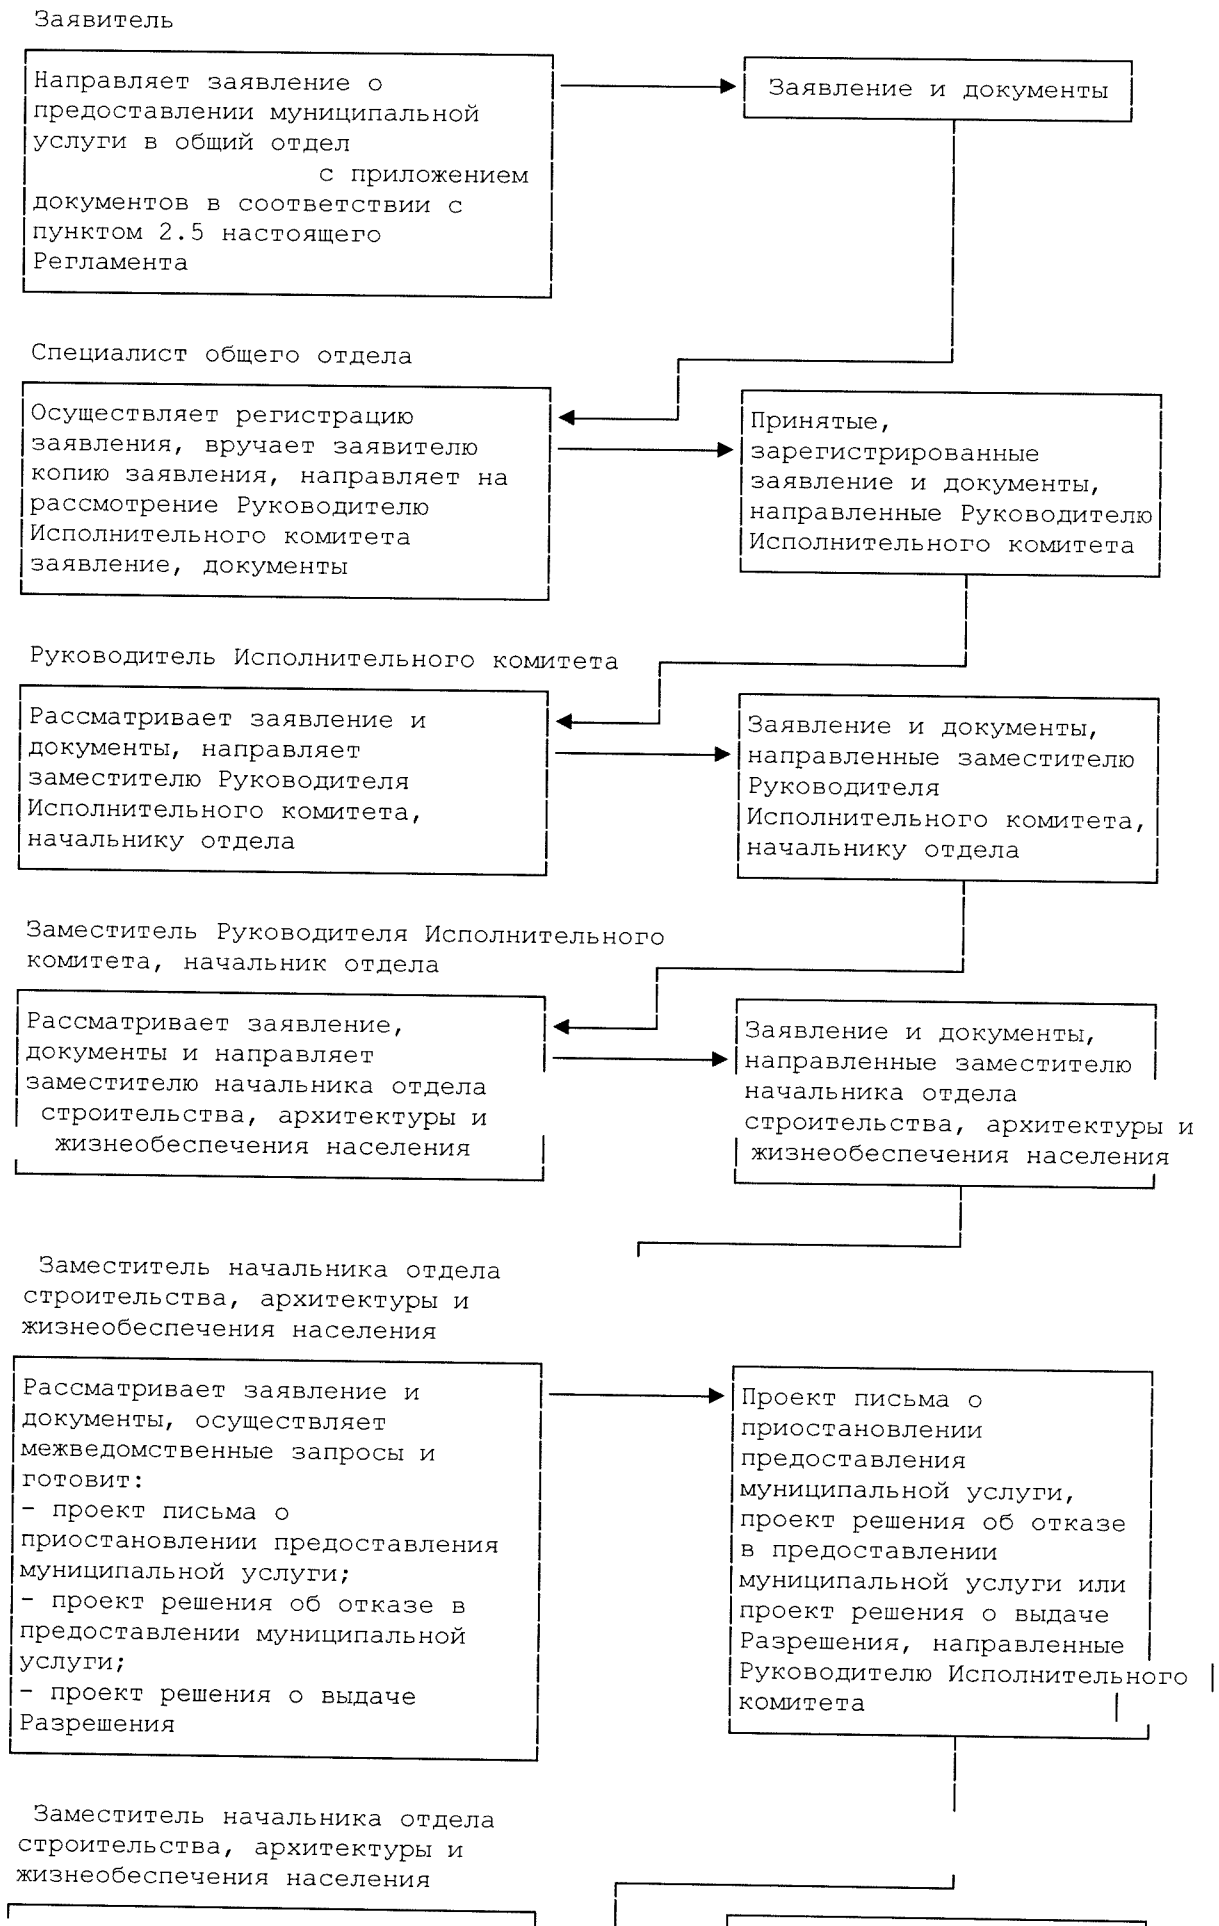 Заявитель
Направляет заявление о
предоставлении муниципальной
услуги в общий отдел
с приложением
документов в соответствии с
пунктом 2.5 настоящего
Регламента
Заявление и документы
Специалист общего отдела
Осуществляет регистрацию
заявления, вручает заявителю
копию заявления, направляет на
рассмотрение Руководителю
Исполнительного комитета
заявление, документы
Принятые,
зарегистрированные
заявление и документы,
направленные Руководителю
Исполнительного комитета
Руководитель Исполнительного комитета
Рассматривает заявление и
документы, направляет
заместителю Руководителя
Исполнительного комитета,
начальнику отдела
Заявление и документы,
направленные заместителю
Руководителя
Исполнительного комитета,
начальнику отдела
Заместитель Руководителя Исполнительного
комитета, начальник отдела
Рассматривает заявление,
документы и направляет
заместителю начальника отдела
строительства, архитектуры и
жизнеобеспечения населения
Заявление и документы,
направленные заместителю
начальника отдела
строительства, архитектуры и
жизнеобеспечения населения
Заместитель начальника отдела
строительства, архитектуры и
жизнеобеспечения населения
Рассматривает заявление и
документы, осуществляет
межведомственные запросы и
готовит:
- проект письма о
приостановлении предоставления
муниципальной услуги;
- проект решения об отказе в
предоставлении муниципальной
услуги;
- проект решения о выдаче
Разрешения
Проект письма о
приостановлении
предоставления
муниципальной услуги,
проект решения об отказе
в предоставлении
муниципальной услуги или
проект решения о выдаче
Разрешения, направленные
Руководителю Исполнительного
комитета
Заместитель начальника отдела
строительства, архитектуры и
жизнеобеспечения населения